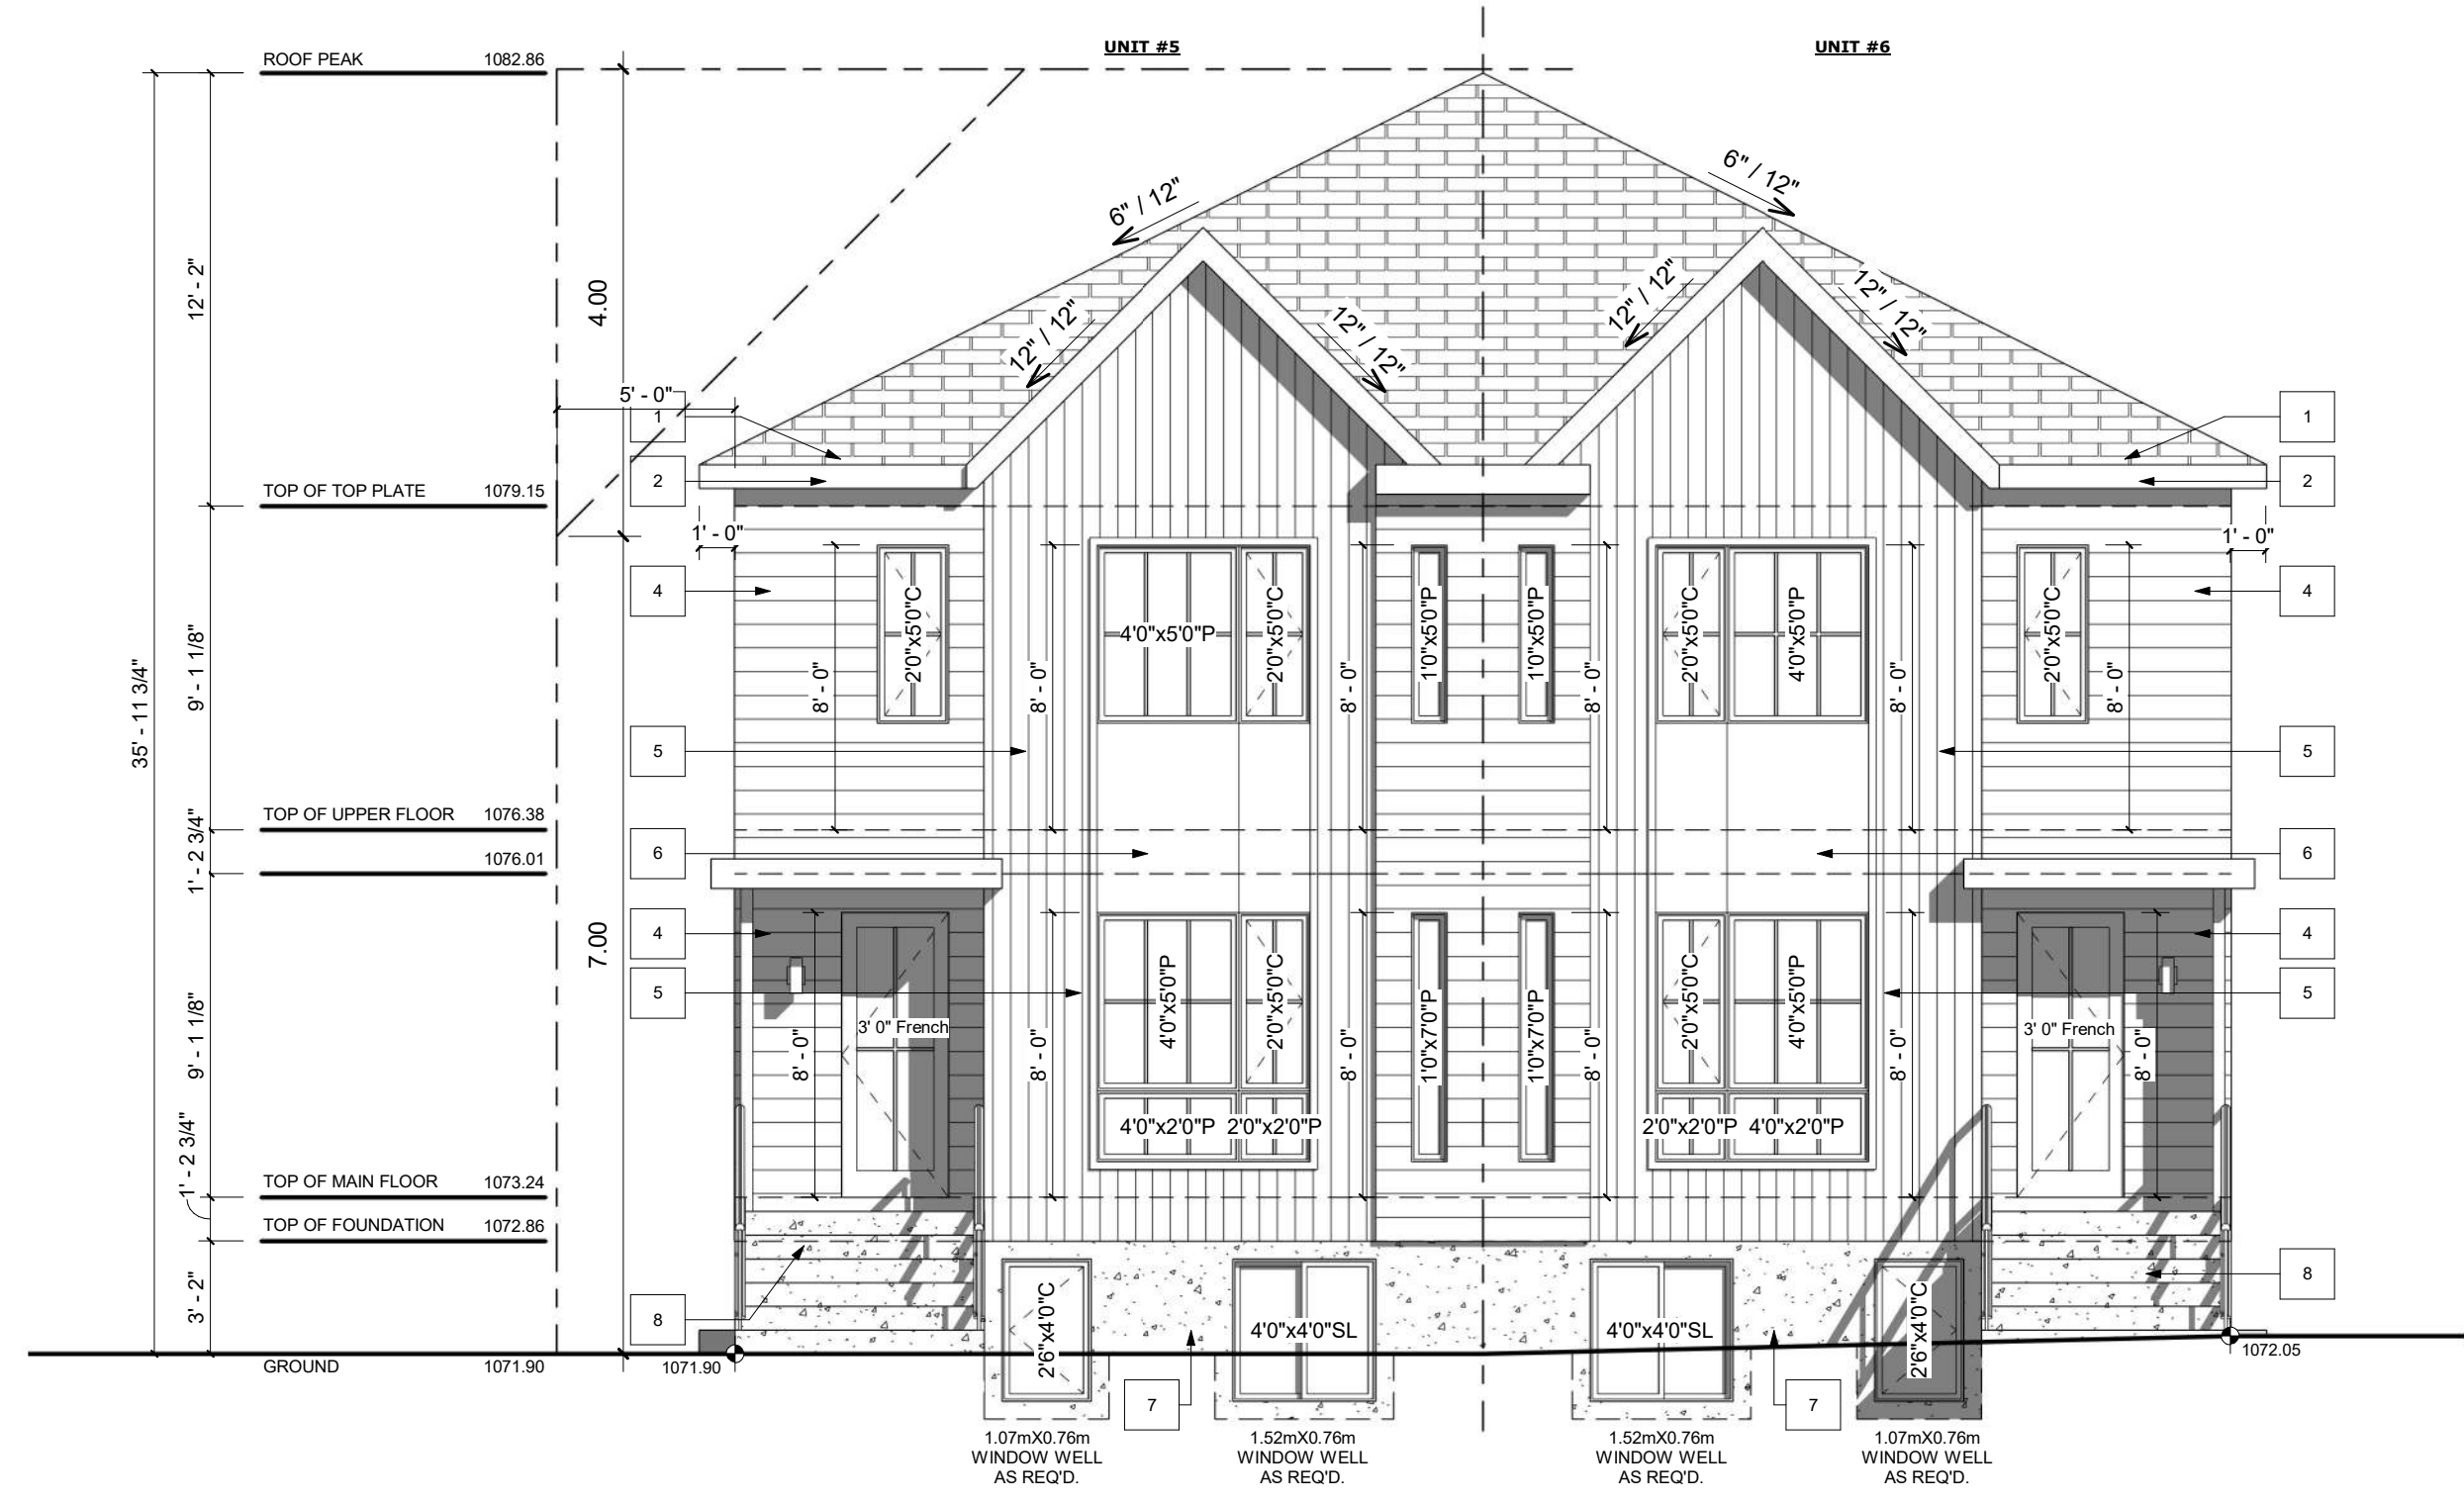 UNIT #5
UNIT #6
ROOF PEAK 1082.86
6" / 12"
6" / 12"
12' - 2"
4.00
12" / 12"
12" / 12"
12" / 12"
12" / 12"
5' - 0"
1
1
2
2
TOP OF TOP PLATE 1079.15
1' - 0"
1' - 0"
4
4
2'0"x5'0"C
4'0"x5'0"P
2'0"x5'0"C
1'0"x5'0"P
1'0"x5'0"P
2'0"x5'0"C
4'0"x5'0"P
2'0"x5'0"C
35' - 11 3/4"
9' - 1 1/8"
8' - 0"
8' - 0"
8' - 0"
8' - 0"
8' - 0"
8' - 0"
5
5
TOP OF UPPER FLOOR 1076.38
1' - 2 3/4"
1076.01
6
6
7.00
4
4
5
5
9' - 1 1/8"
3' 0" French
8' - 0"
8' - 0"
4'0"x5'0"P
2'0"x5'0"C
8' - 0"
1'0"x7'0"P
1'0"x7'0"P
8' - 0"
2'0"x5'0"C
4'0"x5'0"P
8' - 0"
3' 0" French
8' - 0"
4'0"x2'0"P
2'0"x2'0"P
2'0"x2'0"P
4'0"x2'0"P
1' - 2 3/4"
TOP OF MAIN FLOOR 1073.24
TOP OF FOUNDATION 1072.86
3' - 2"
8
8
2'6"x4'0"C
4'0"x4'0"SL
4'0"x4'0"SL
2'6"x4'0"C
GROUND 1071.90
1071.90
1072.05
7
7
1.07mX0.76m
WINDOW WELL
AS REQ'D.
1.52mX0.76m
WINDOW WELL
AS REQ'D.
1.52mX0.76m
WINDOW WELL
AS REQ'D.
1.07mX0.76m
WINDOW WELL
AS REQ'D.